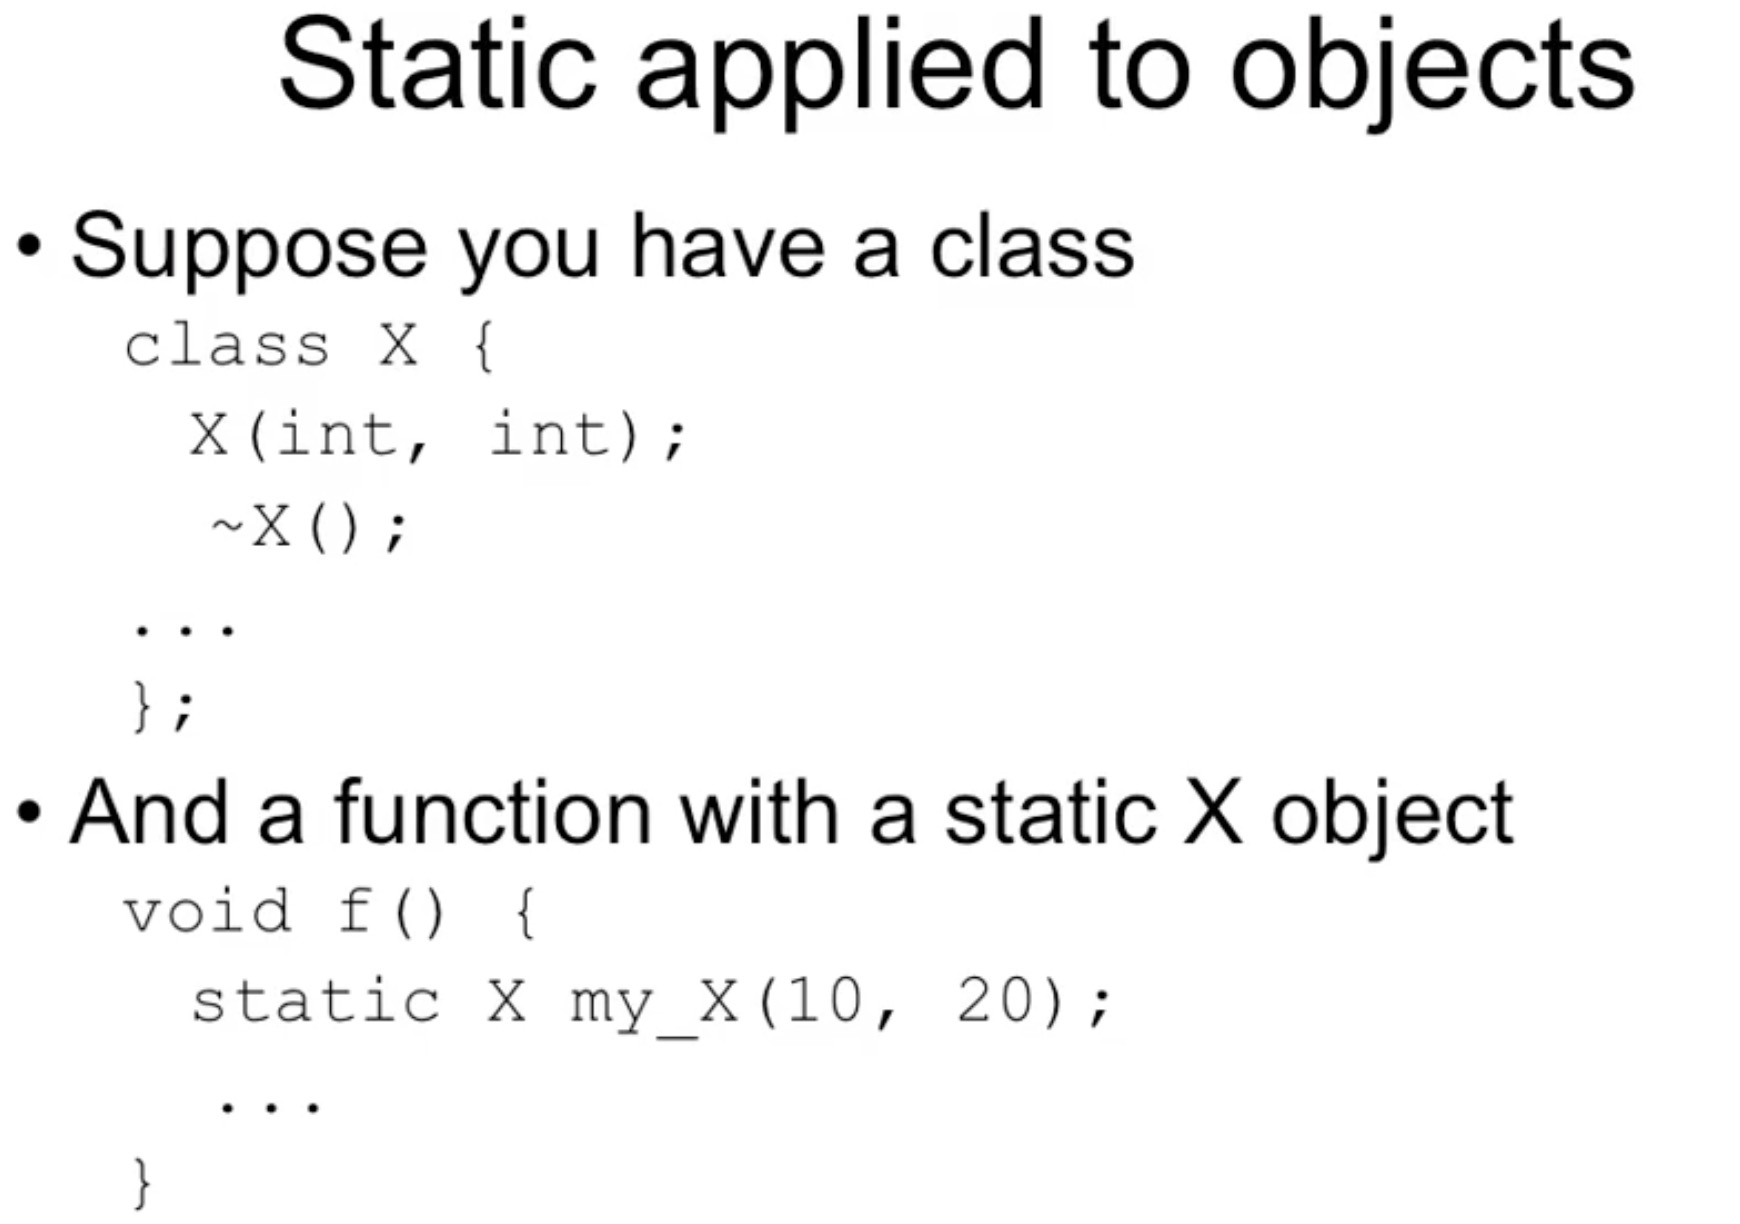 Static applied to objects
• Suppose you have a class
class X {
X(int, int);
~X();
...
};
• And a function with a static X object
void f() {
static X my_X(10, 20);
...
}